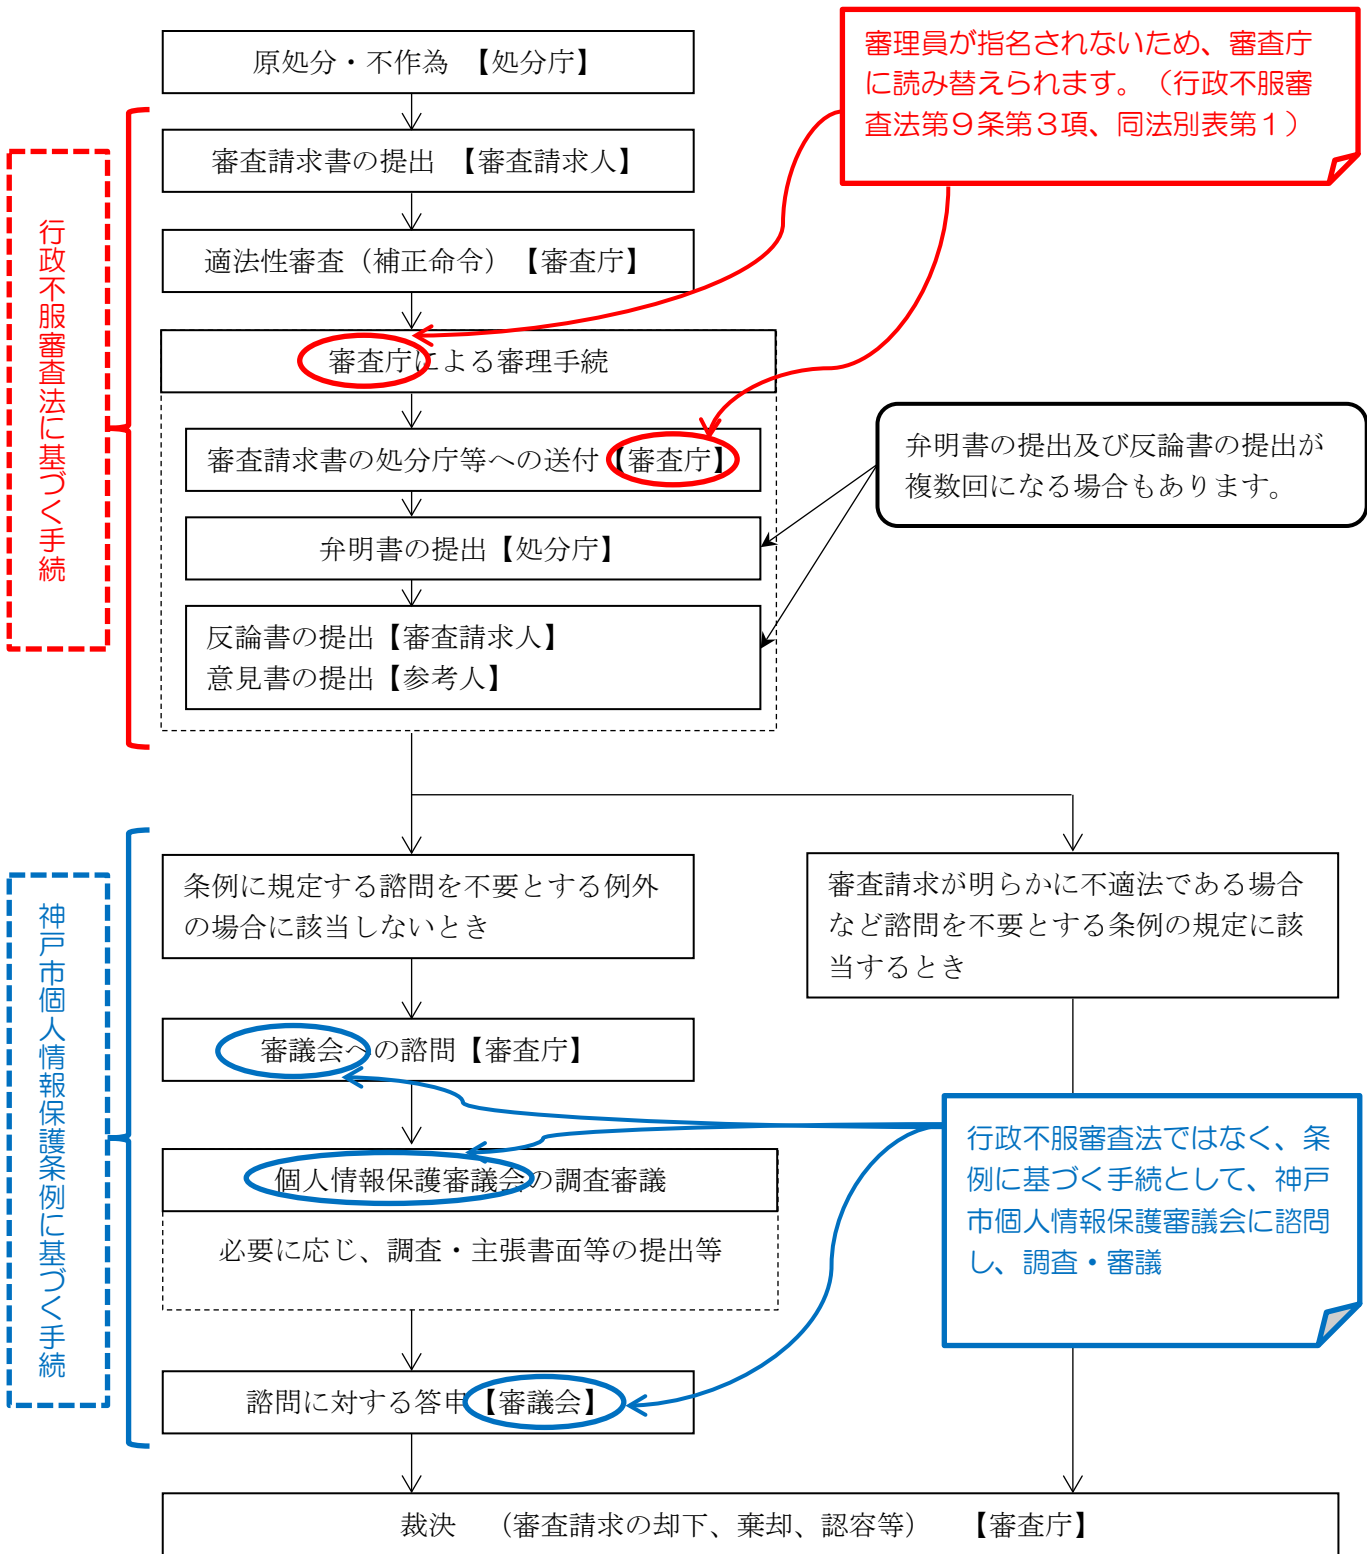 原処分・不作為 【処分庁】
審理員が指名されないため、審査庁
に読み替えられます。(行政不服審
査法第9条第3項、同法別表第1)
行政不服審査法に基づく手続
審査請求書の提出 【審査請求人】
適法性審査(補正命令)【審査庁】
審査庁による審理手続
審査請求書の処分庁等への送付【審査庁】
弁明書の提出及び反論書の提出が
複数回になる場合もあります。
弁明書の提出【処分庁】
反論書の提出【審査請求人】
意見書の提出【参考人】
神戸市個人情報保護条例に基づく手続
条例に規定する諮問を不要とする例外
の場合に該当しないとき
審査請求が明らかに不適法である場合
など諮問を不要とする条例の規定に該
当するとき
審議会への諮問【審査庁】
行政不服審査法ではなく、条
例に基づく手続として、神戸
市個人情報保護審議会に諮問
し、調査・審議
個人情報保護審議会の調査審議
必要に応じ、調査・主張書面等の提出等
諮問に対する答申【審議会】
裁決 (審査請求の却下、棄却、認容等) 【審査庁】